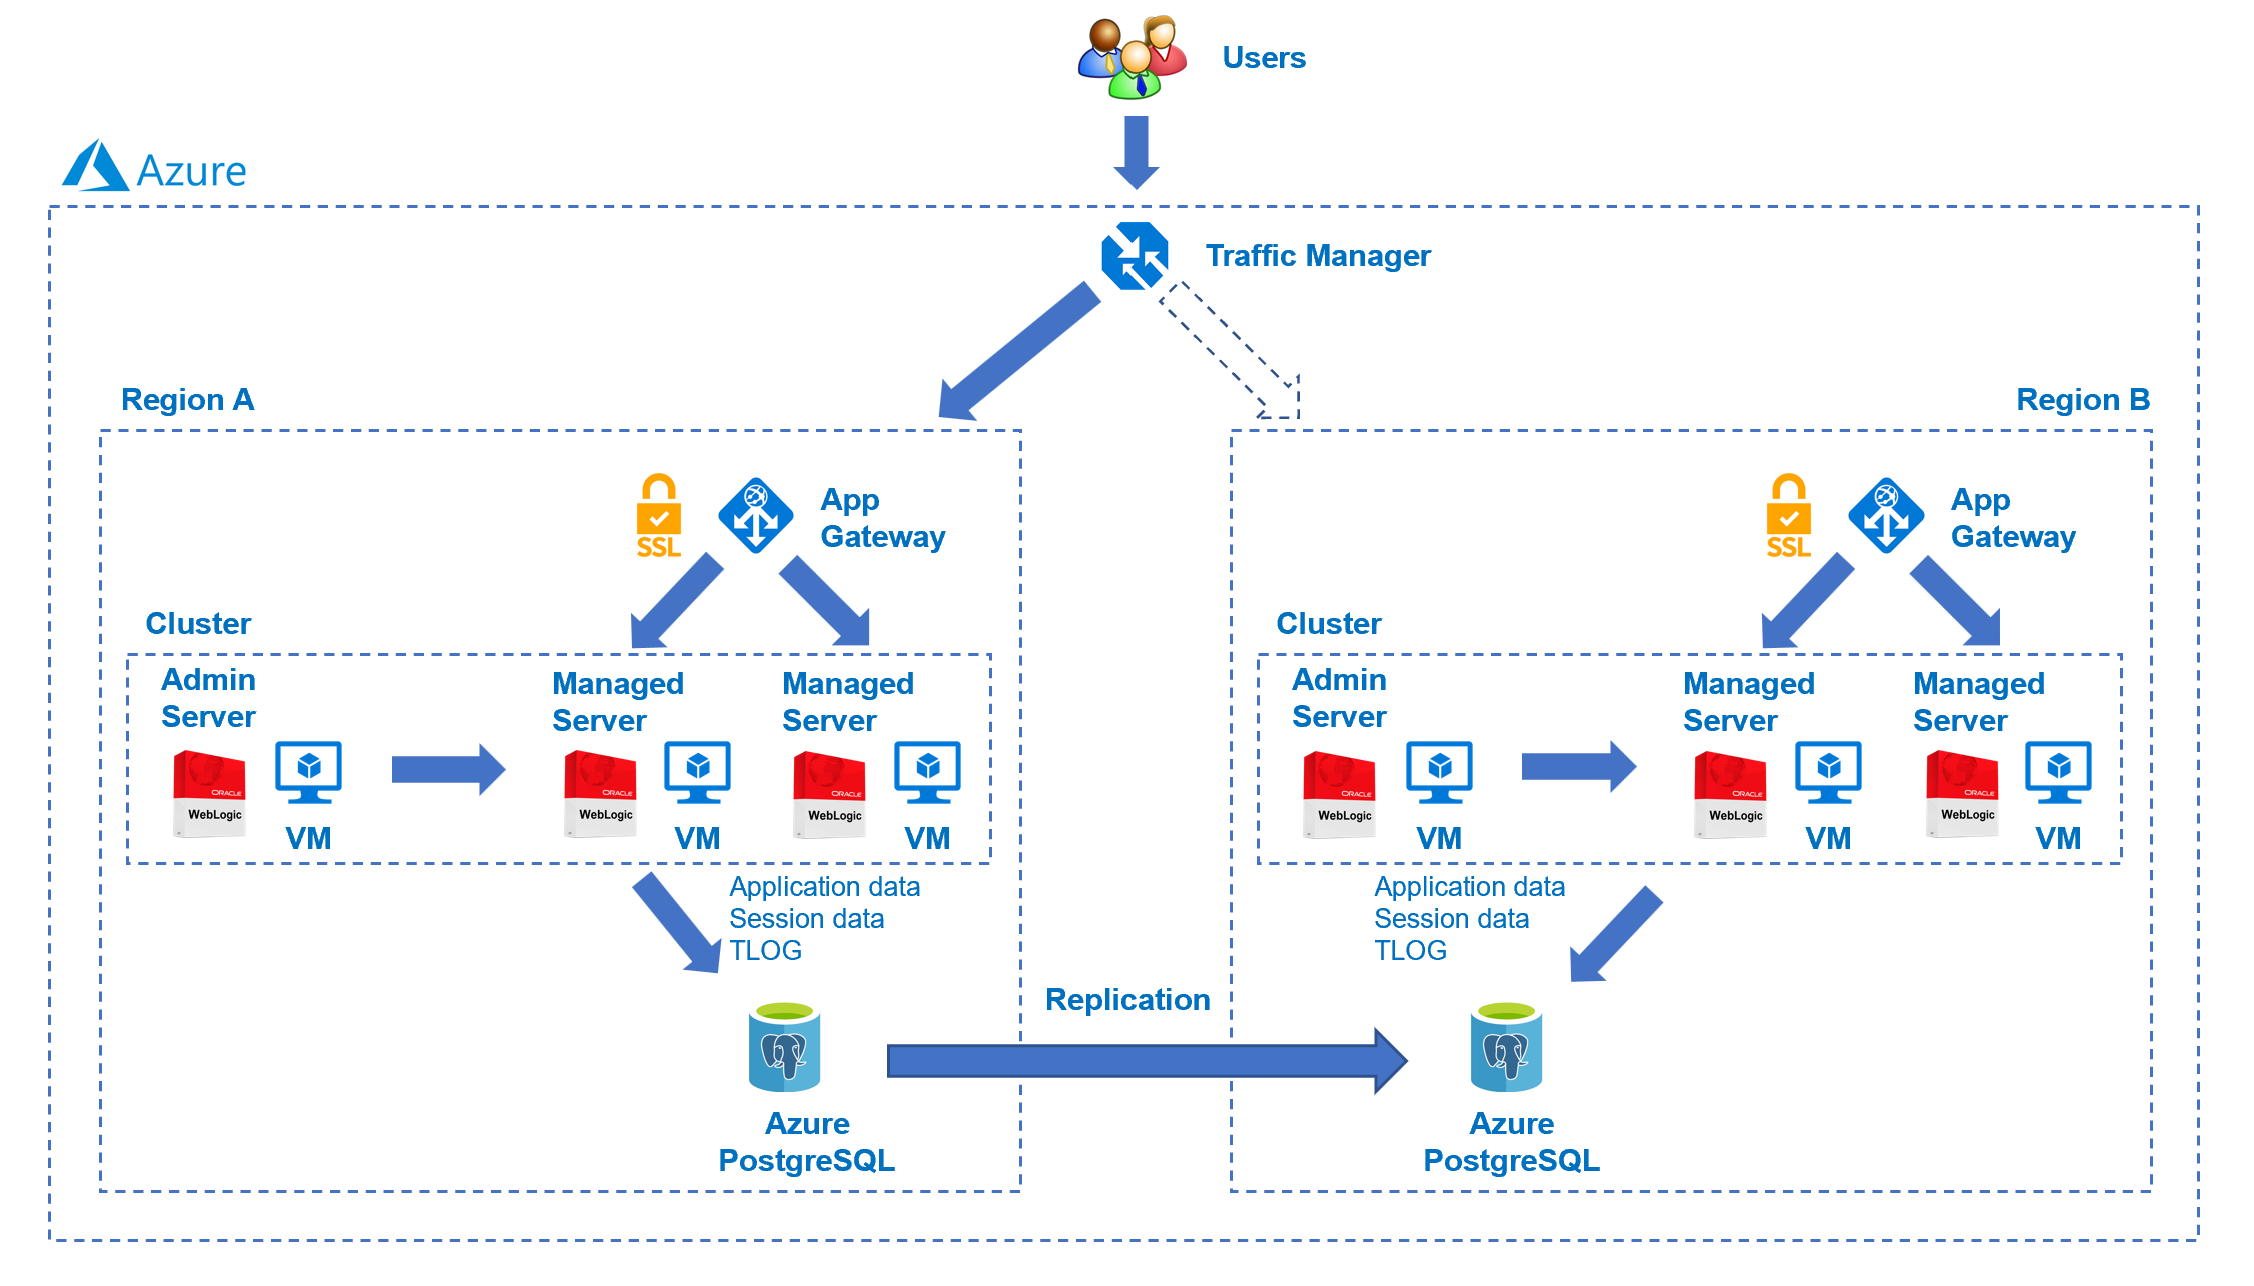 Users
Azure
Traffic Manager
Region A
Region B
SSL
App
Gateway
SSL
App
Gateway
Cluster
Admin
Server
Managed
Server
Managed
Server
ORACLE
WebLogic
VM
ORACLE
WebLogic
VM
ORACLE
WebLogic
VM
Cluster
Admin
Server
Managed
Server
Managed
Server
ORACLE
WebLogic
VM
ORACLE
WebLogic
VM
ORACLE
WebLogic
VM
Application data
Session data
TLOG
Application data
Session data
TLOG
Replication
Azure
PostgreSQL
Azure
PostgreSQL